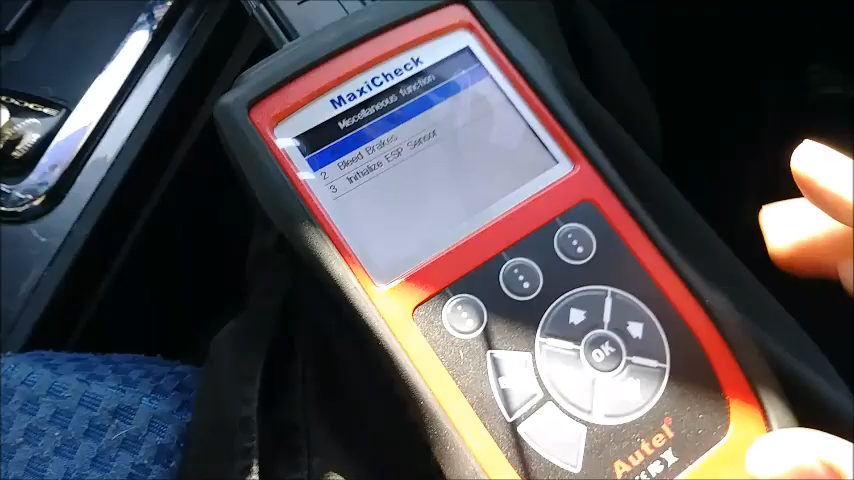 MaxiCheck
Miscellaneous function
2 Bleed Brakes
3 Initialize ESP Sensor
OK
Autel